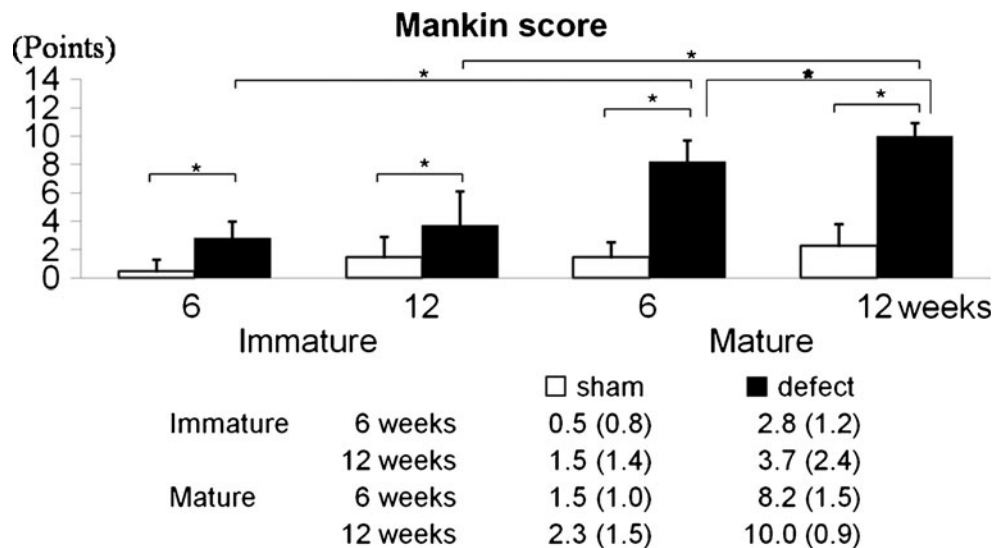 Mankin score
(Points)
14
12
10
8
6
4
2
0
* * * * * * *
6 12 6 12 weeks
Immature Mature
□ sham ■ defect
Immature 6 weeks 0.5 (0.8) 2.8 (1.2)
12 weeks 1.5 (1.4) 3.7 (2.4)
Mature 6 weeks 1.5 (1.0) 8.2 (1.5)
12 weeks 2.3 (1.5) 10.0 (0.9)